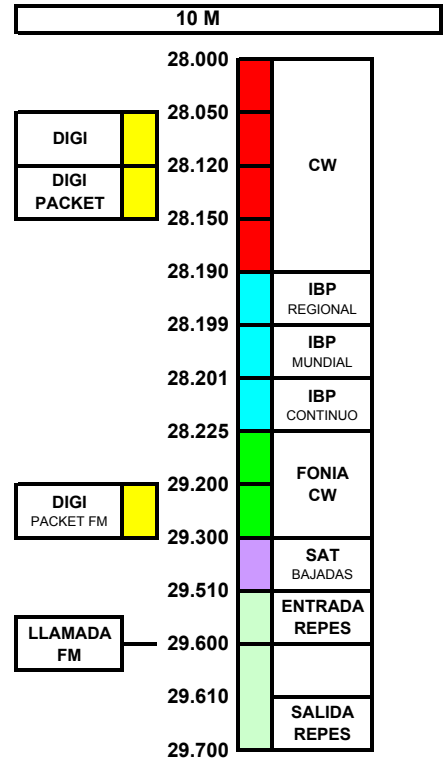 10 M
28.000
28.050
DIGI
28.120
CW
DIGI
PACKET
28.150
28.190
IBP
REGIONAL
28.199
IBP
MUNDIAL
28.201
IBP
CONTINUO
28.225
FONIA
CW
29.200
DIGI
PACKET FM
29.300
SAT
BAJADAS
29.510
ENTRADA
REPES
LLAMADA
FM
29.600
29.610
SALIDA
REPES
29.700